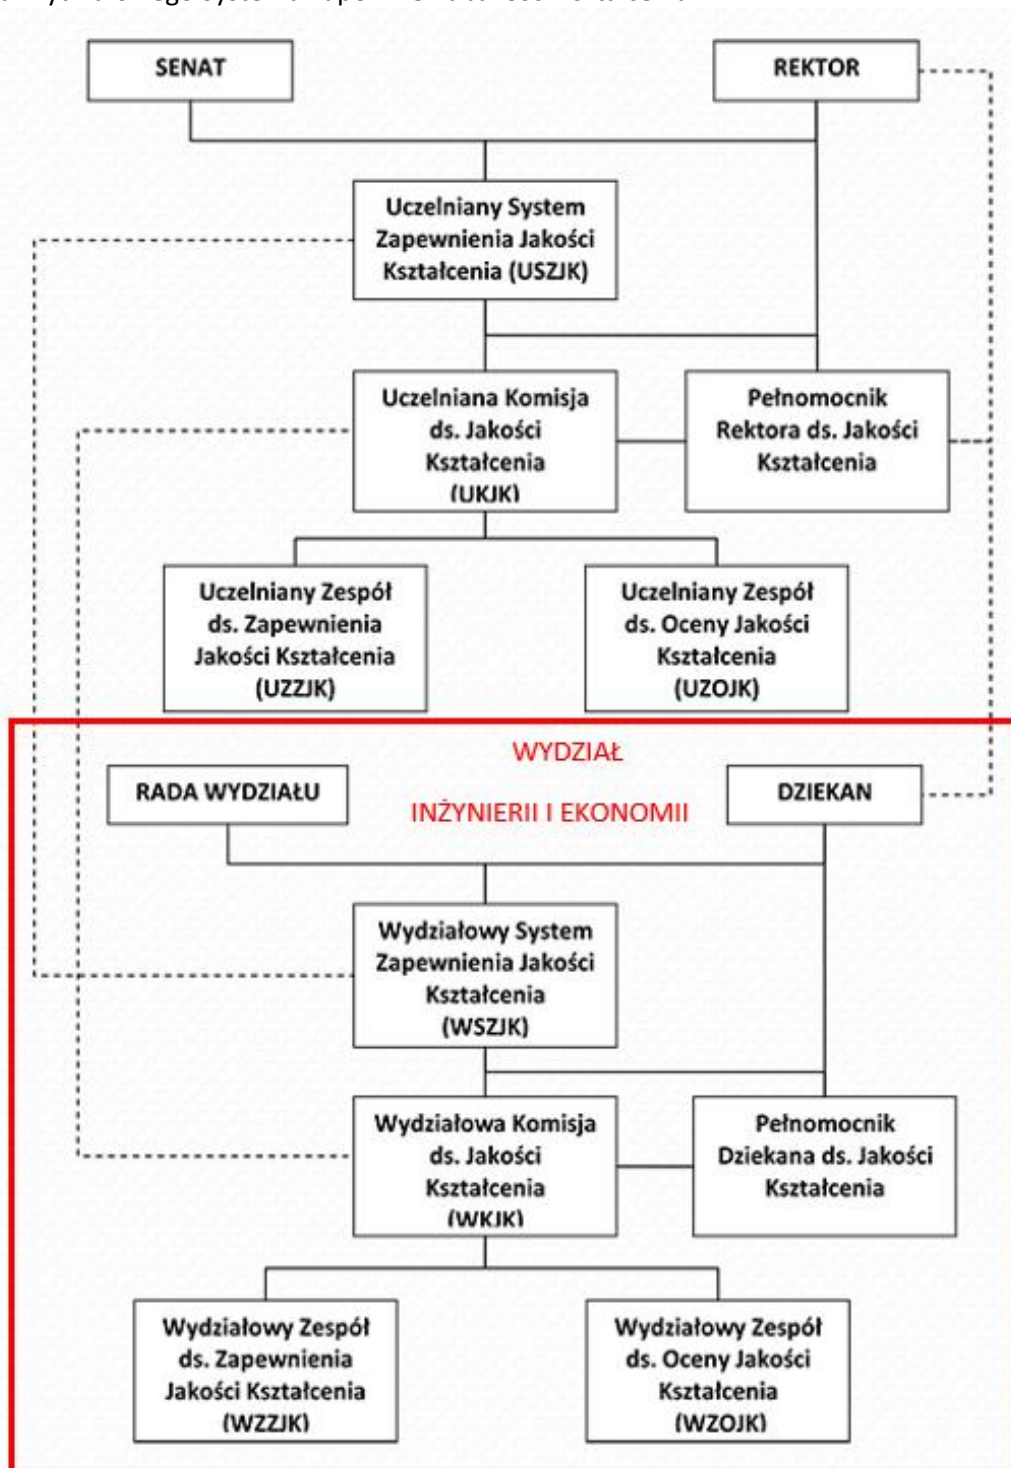 SENAT
REKTOR
Uczelniany System
Zapewnienia Jakości
Kształcenia (USZJK)
Uczelniana Komisja
ds. Jakości
Kształcenia
(UKJK)
Pełnomocnik
Rektora ds. Jakości
Kształcenia
Uczelniany Zespół
ds. Zapewnienia
Jakości Kształcenia
(UZZJK)
Uczelniany Zespół
ds. Oceny Jakości
Kształcenia
(UZOJK)
WYDZIAŁ
INŻYNIERII I EKONOMII
RADA WYDZIAŁU
DZIEKAN
Wydziałowy System
Zapewnienia Jakości
Kształcenia
(WSZJK)
Wydziałowa Komisja
ds. Jakości
Kształcenia
(WKJK)
Pełnomocnik
Dziekana ds. Jakości
Kształcenia
Wydziałowy Zespół
ds. Zapewnienia
Jakości Kształcenia
(WZZJK)
Wydziałowy Zespół
ds. Oceny Jakości
Kształcenia
(WZOJK)